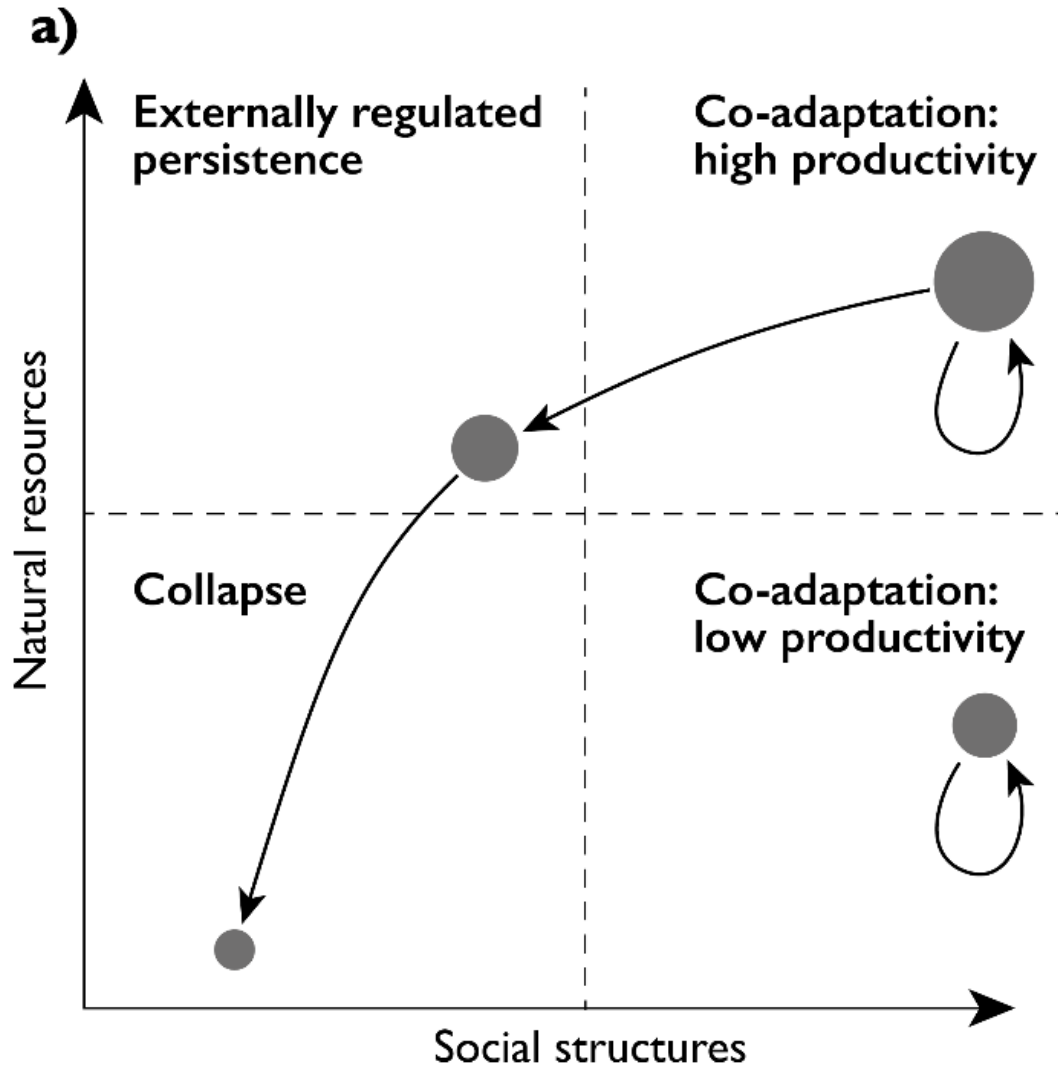 a)
Externally regulated
persistence
Co-adaptation:
high productivity
Natural resources
Collapse
Co-adaptation:
low productivity
Social structures